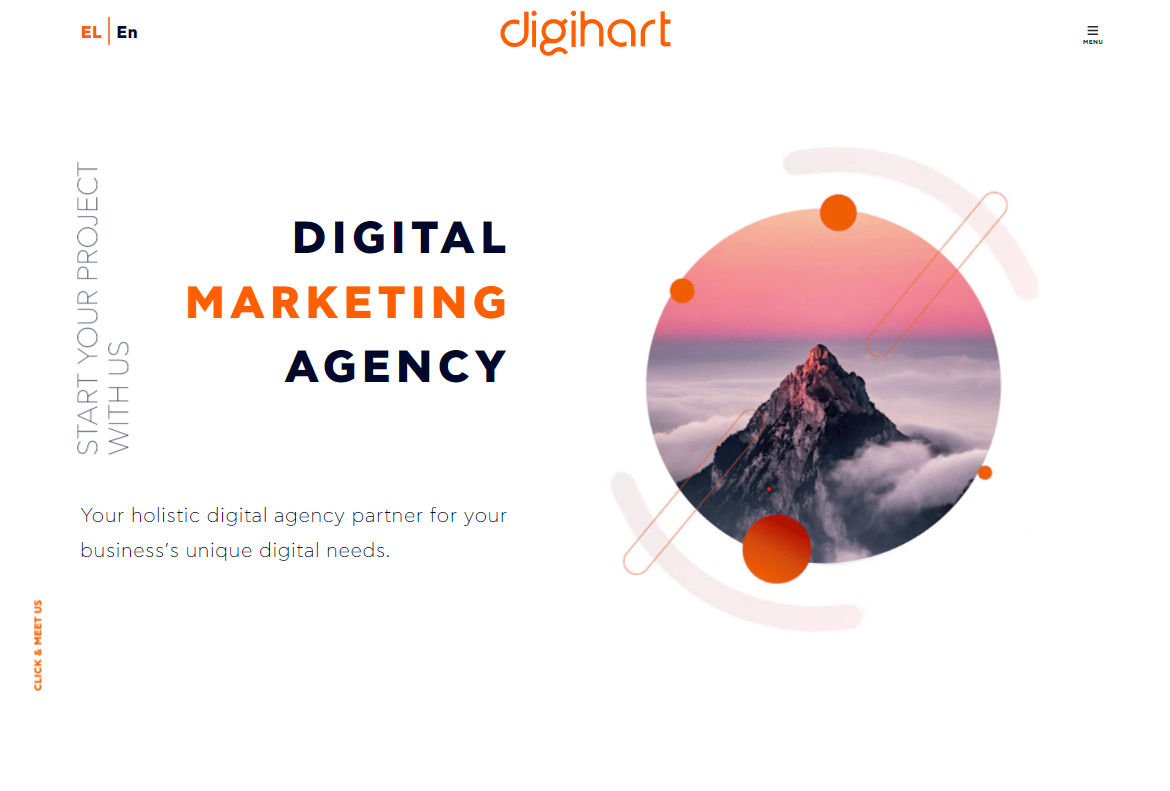 EL | En
digihart
MENU
START YOUR PROJECT
WITH US
DIGITAL
MARKETING
AGENCY
Your holistic digital agency partner for your
business's unique digital needs.
CLICK & MEET US